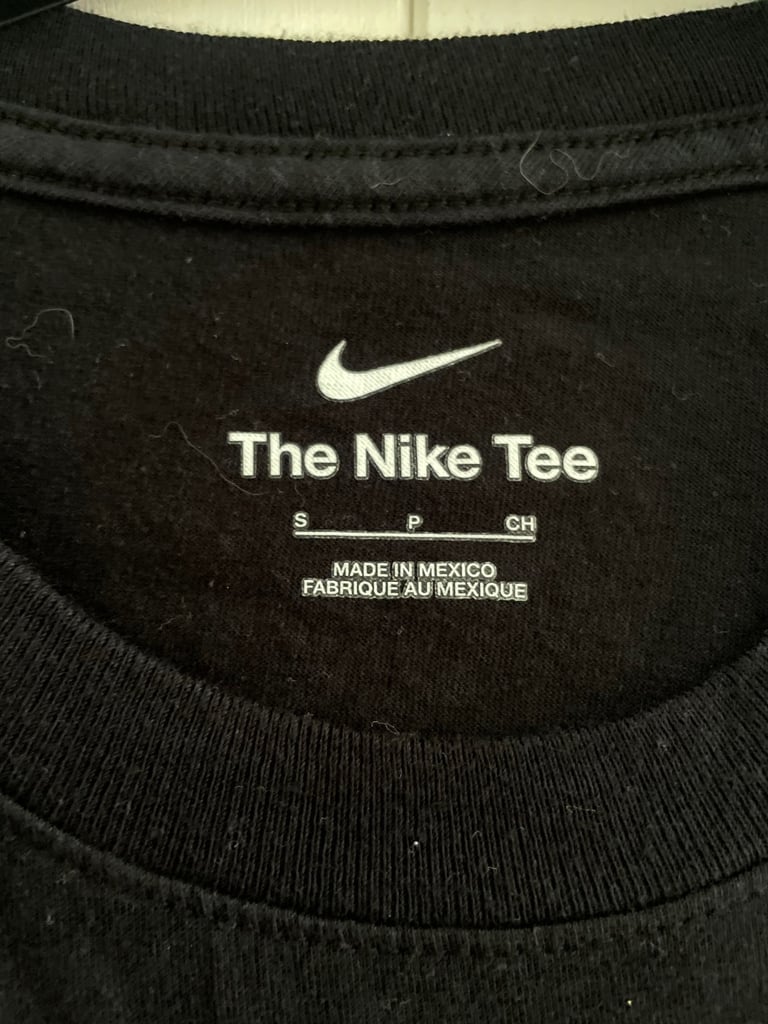 The Nike Tee
S P CH
MADE IN MEXICO
FABRIQUE AU MEXIQUE